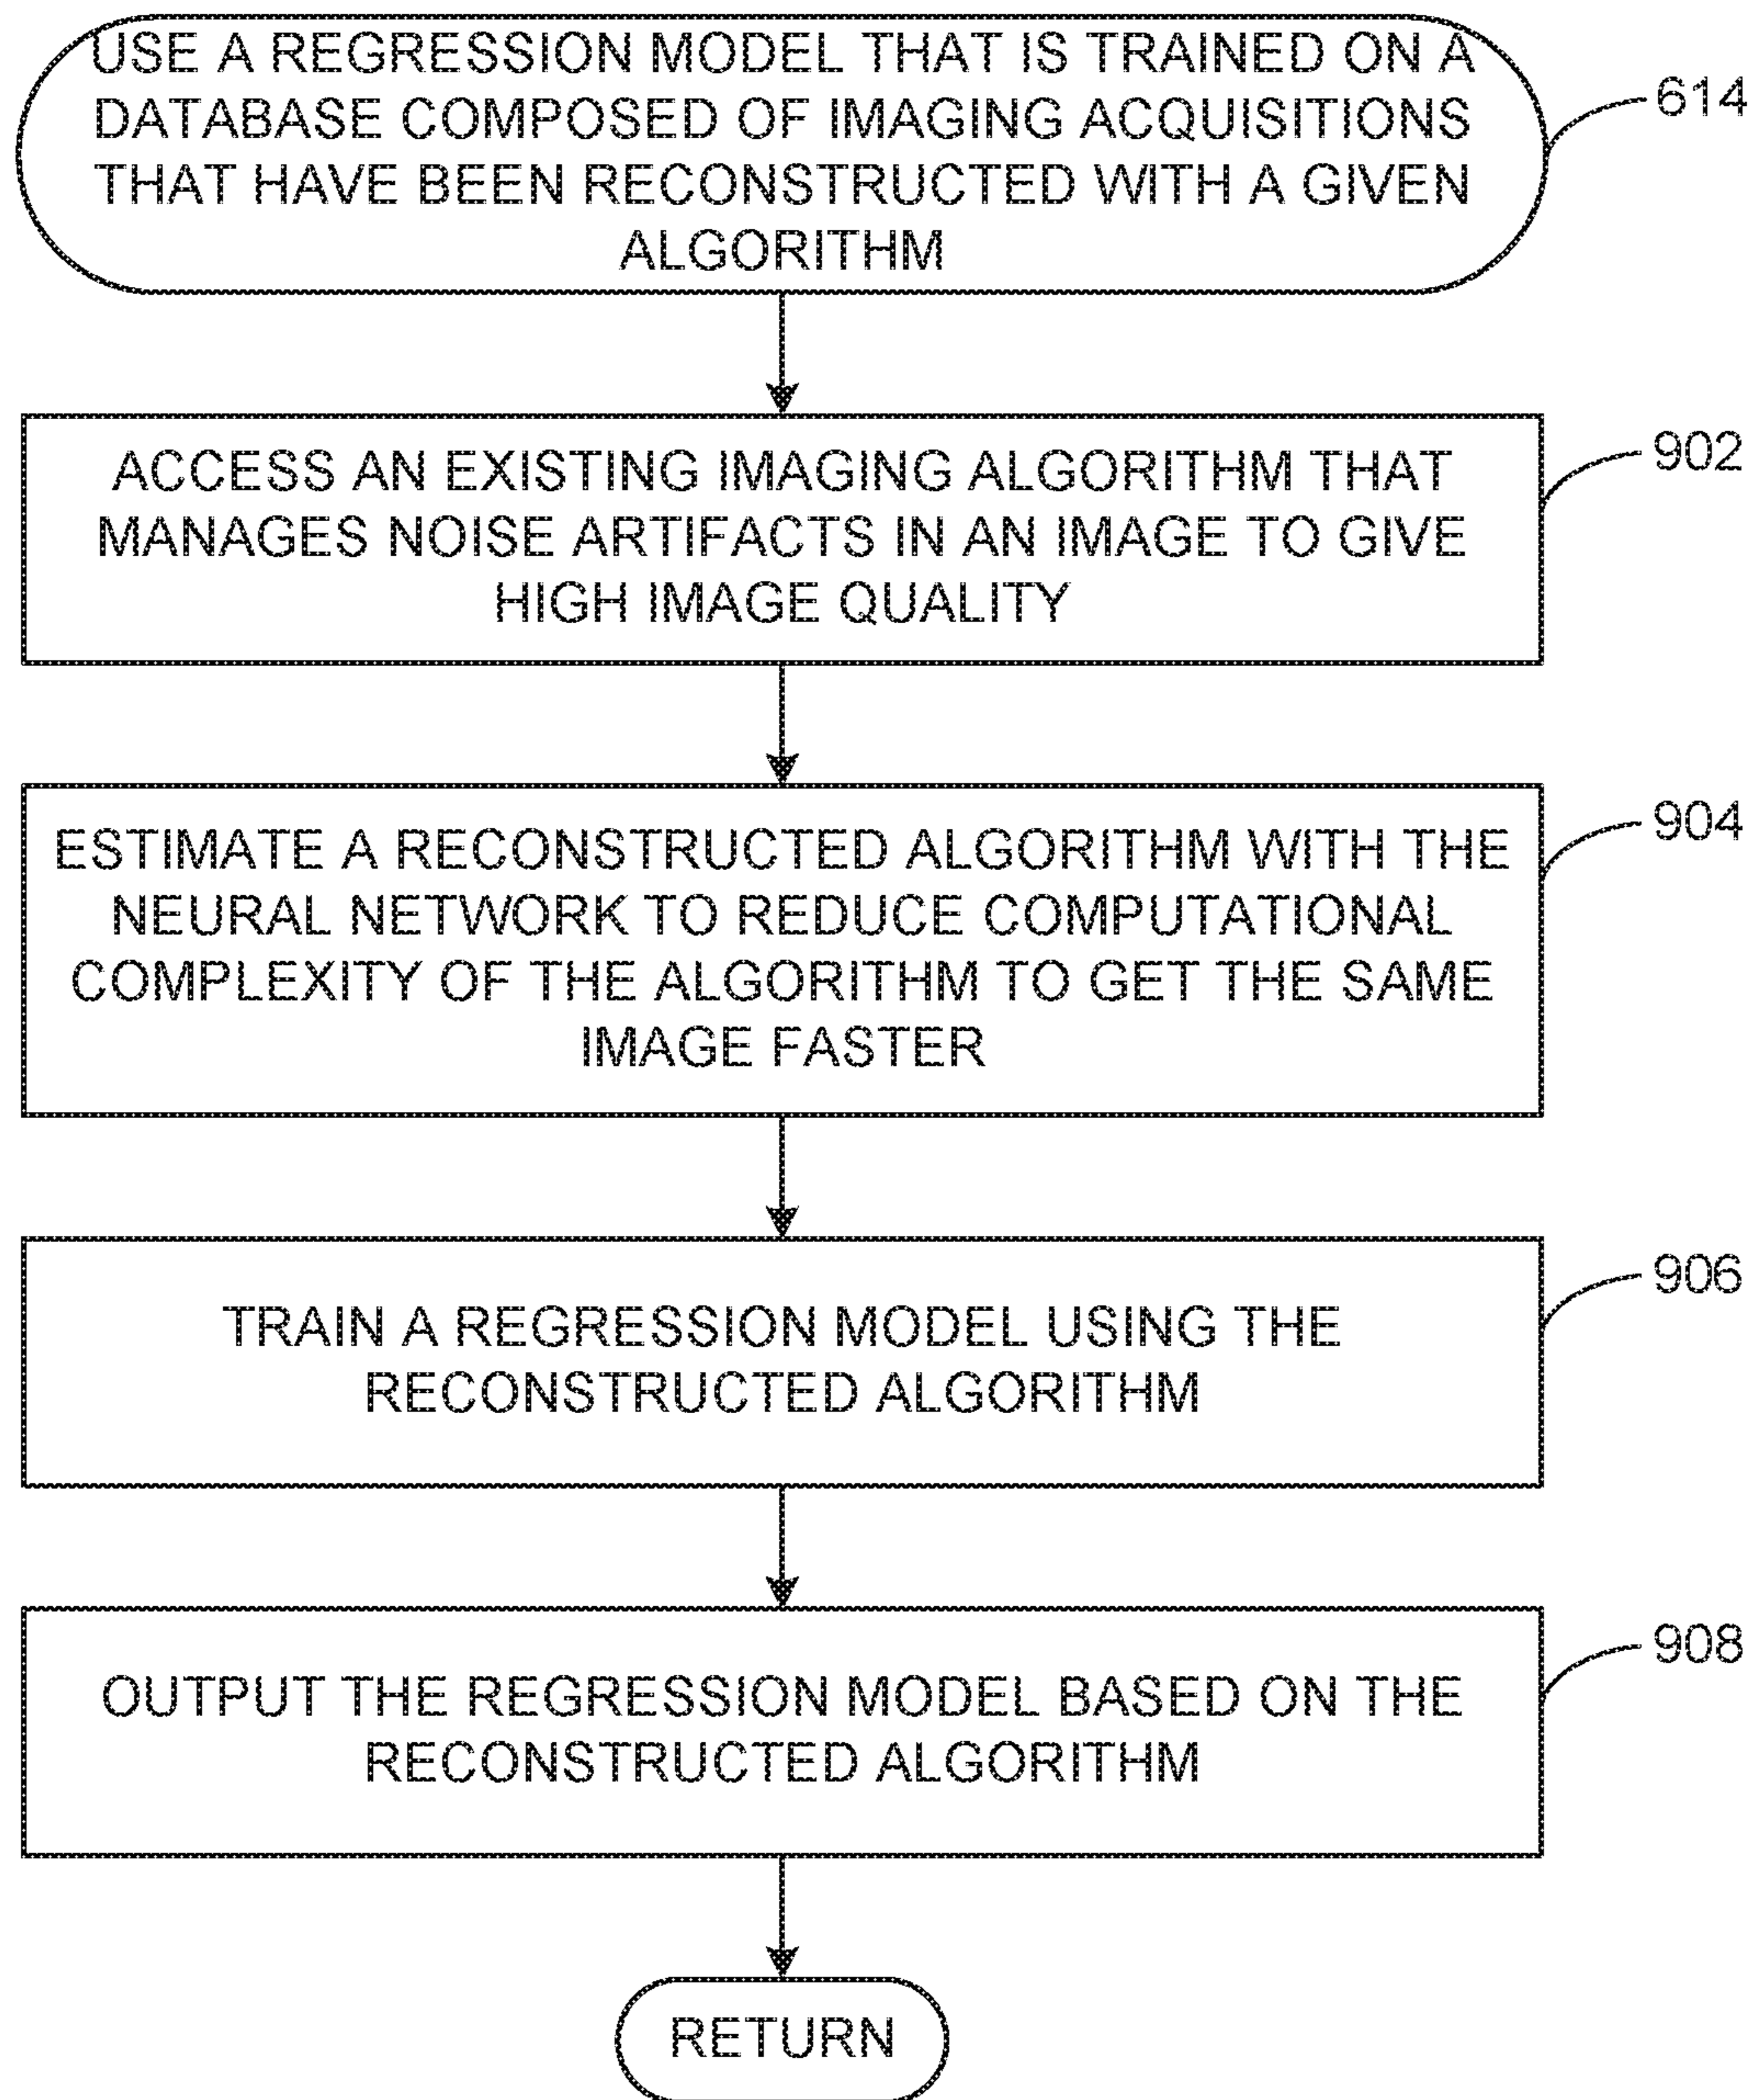 USE A REGRESSION MODEL THAT IS TRAINED ON A
DATABASE COMPOSED OF IMAGING ACQUISITIONS
THAT HAVE BEEN RECONSTRUCTED WITH A GIVEN
ALGORITHM
614
ACCESS AN EXISTING IMAGING ALGORITHM THAT
MANAGES NOISE ARTIFACTS IN AN IMAGE TO GIVE
HIGH IMAGE QUALITY
902
ESTIMATE A RECONSTRUCTED ALGORITHM WITH THE
NEURAL NETWORK TO REDUCE COMPUTATIONAL
COMPLEXITY OF THE ALGORITHM TO GET THE SAME
IMAGE FASTER
904
TRAIN A REGRESSION MODEL USING THE
RECONSTRUCTED ALGORITHM
906
OUTPUT THE REGRESSION MODEL BASED ON THE
RECONSTRUCTED ALGORITHM
908
RETURN